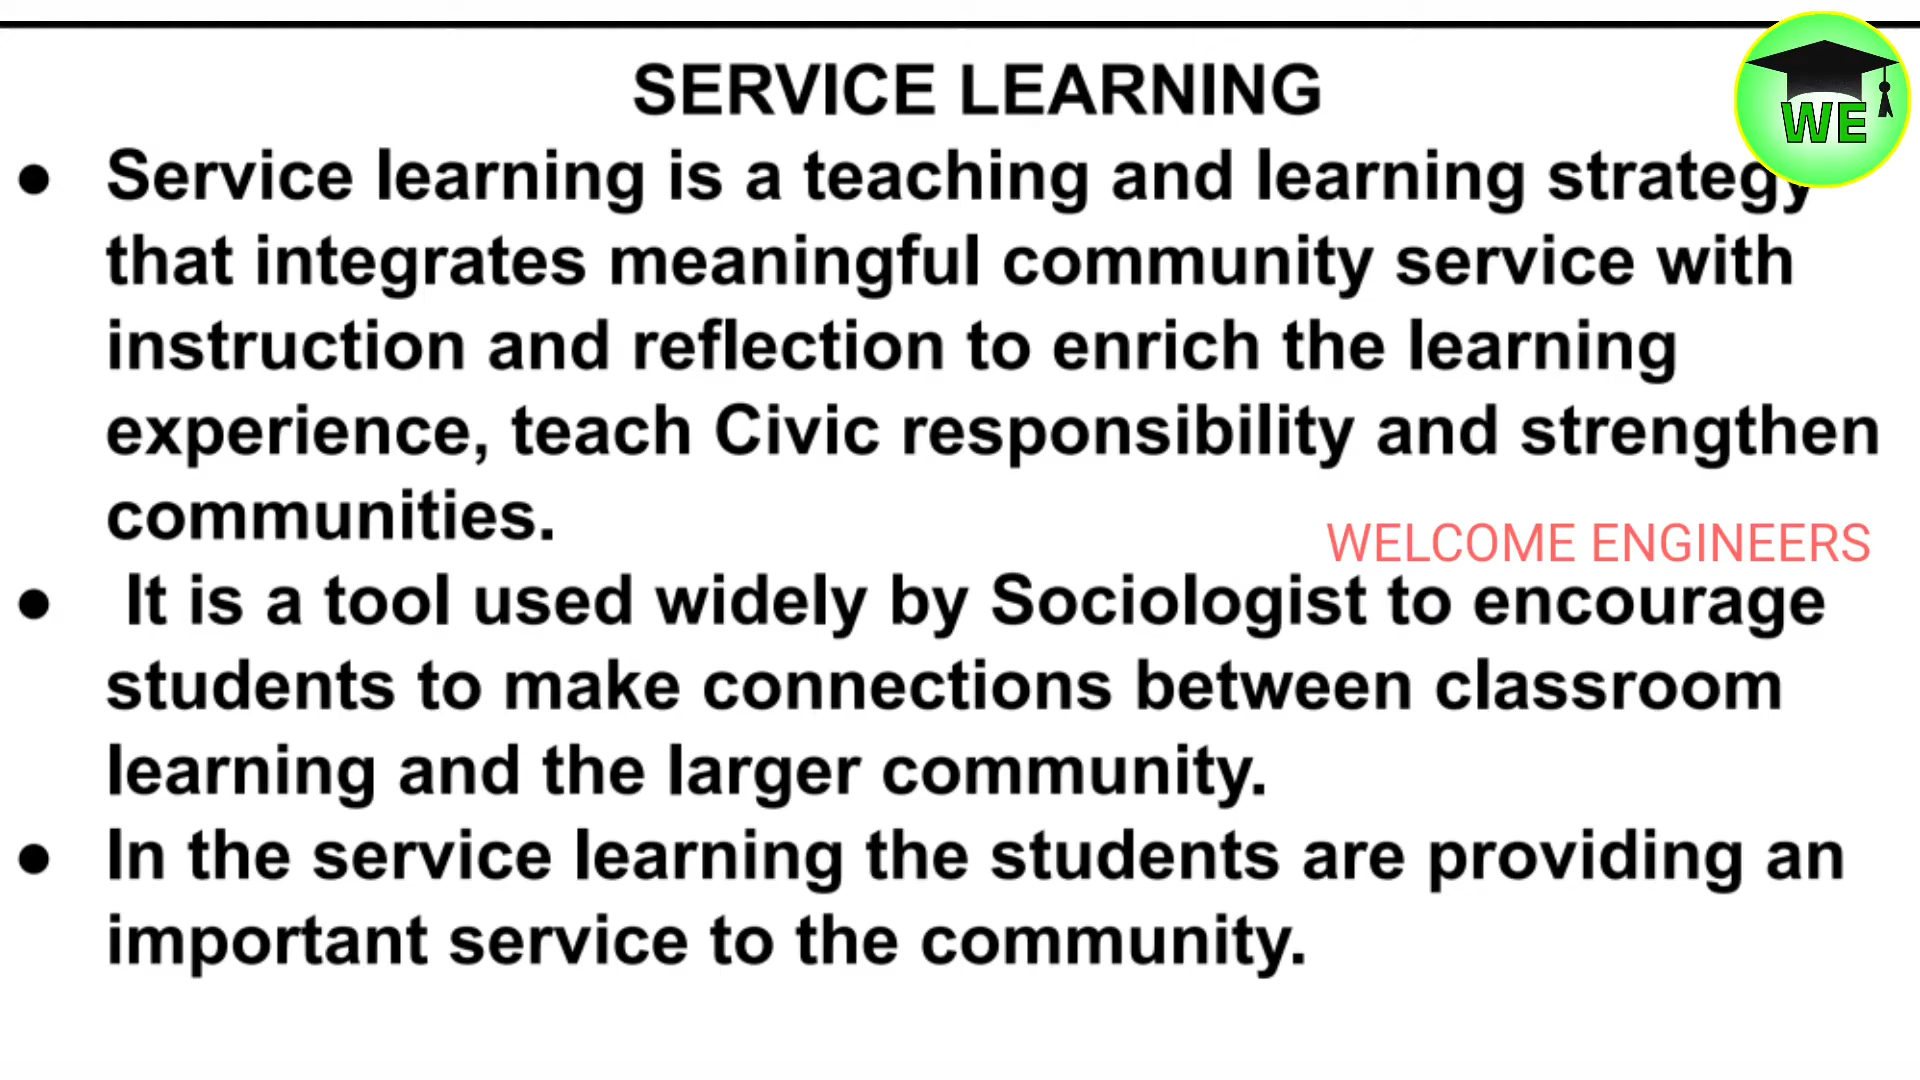 SERVICE LEARNING
WE
● Service learning is a teaching and learning strategy
that integrates meaningful community service with
instruction and reflection to enrich the learning
experience, teach Civic responsibility and strengthen
communities.
WELCOME ENGINEERS
● It is a tool used widely by Sociologist to encourage
students to make connections between classroom
learning and the larger community.
● In the service learning the students are providing an
important service to the community.